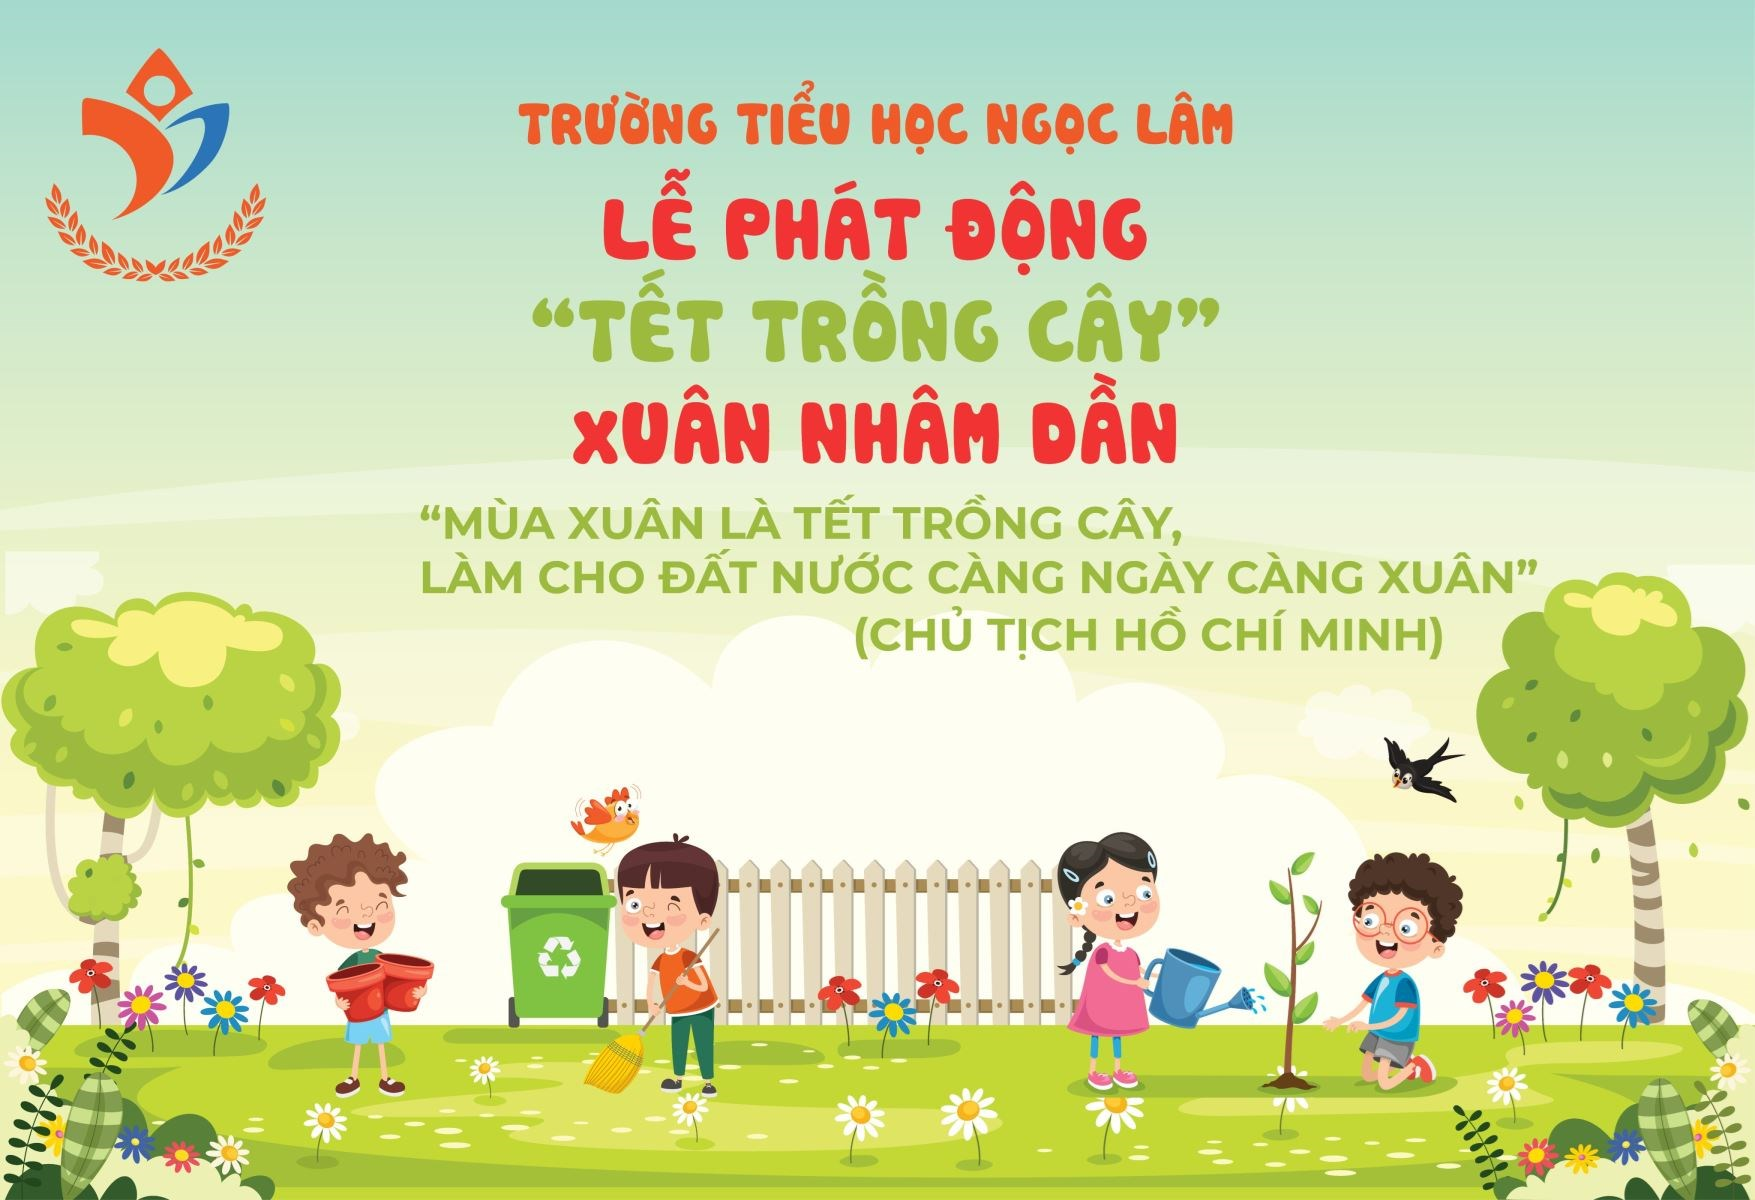 TRƯỜNG TIỂU HỌC NGỌC LÂM
LỄ PHÁT ĐỘNG
“TẾT TRỒNG CÂY”
XUÂN NHÂM DẦN
“MÙA XUÂN LÀ TẾT TRỒNG CÂY,
LÀM CHO ĐẤT NƯỚC CÀNG NGÀY CÀNG XUÂN”
(CHỦ TỊCH HỒ CHÍ MINH)